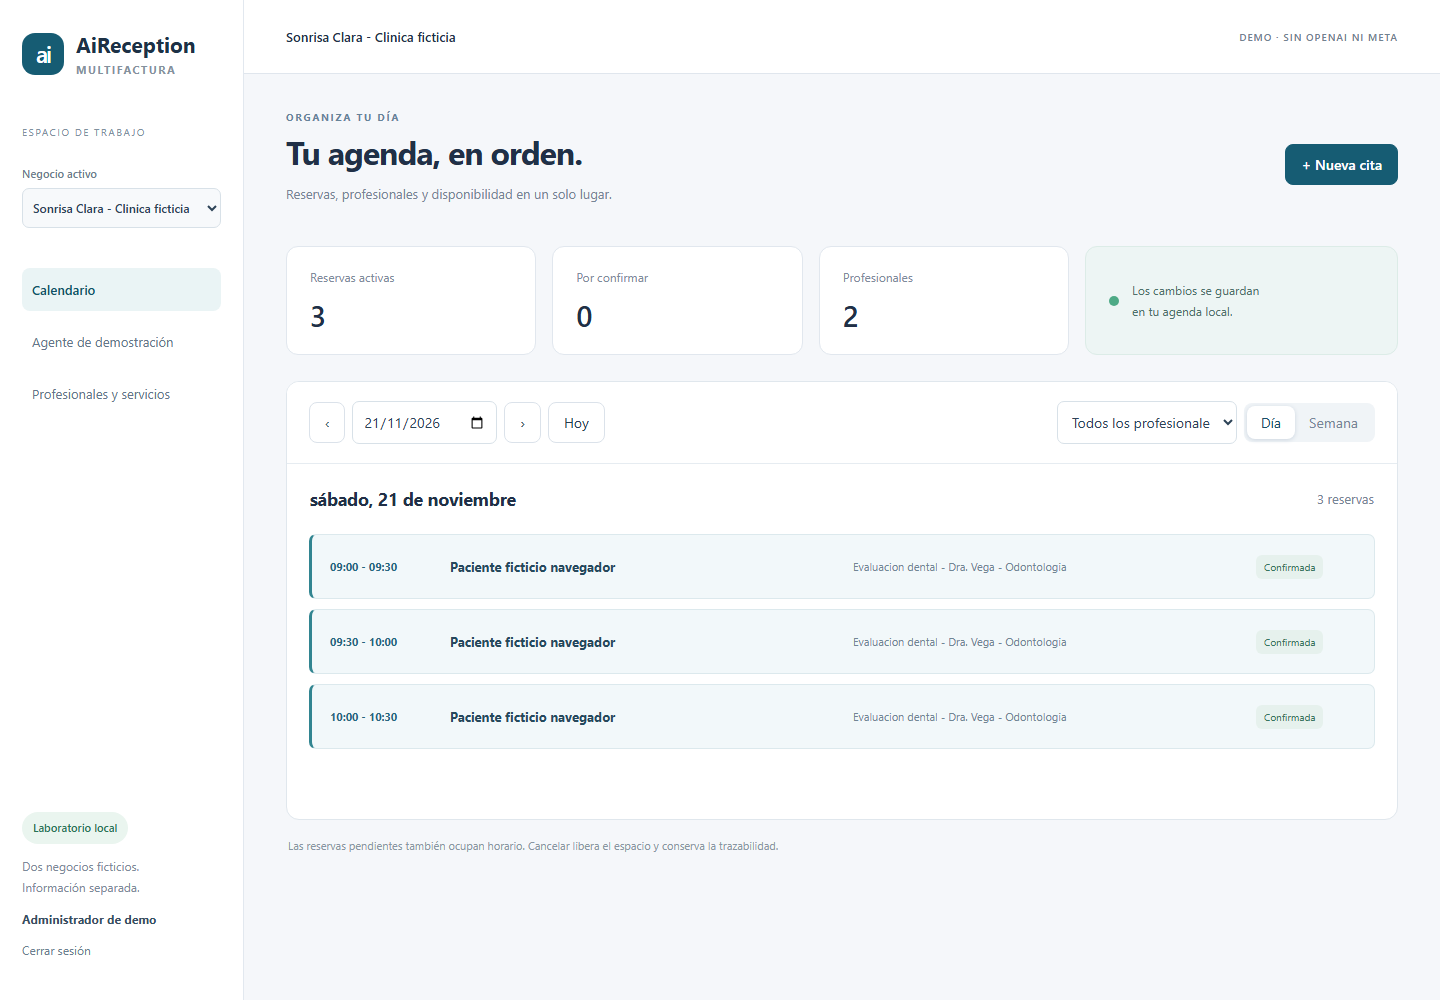 ai
AiReception
MULTIFACTURA
ESPACIO DE TRABAJO
Negocio activo
Sonrisa Clara - Clinica ficticia
Calendario
Agente de demostración
Profesionales y servicios
Laboratorio local
Dos negocios ficticios.
Información separada.
Administrador de demo
Cerrar sesión
Sonrisa Clara - Clinica ficticia
DEMO · SIN OPENAI NI META
ORGANIZA TU DÍA
Tu agenda, en orden.
Reservas, profesionales y disponibilidad en un solo lugar.
+ Nueva cita
Reservas activas
3
Por confirmar
0
Profesionales
2
Los cambios se guardan
en tu agenda local.
‹ 21/11/2026 › Hoy
Todos los profesionale
Día Semana
sábado, 21 de noviembre
3 reservas
09:00 - 09:30 Paciente ficticio navegador Evaluacion dental - Dra. Vega - Odontologia Confirmada
09:30 - 10:00 Paciente ficticio navegador Evaluacion dental - Dra. Vega - Odontologia Confirmada
10:00 - 10:30 Paciente ficticio navegador Evaluacion dental - Dra. Vega - Odontologia Confirmada
Las reservas pendientes también ocupan horario. Cancelar libera el espacio y conserva la trazabilidad.